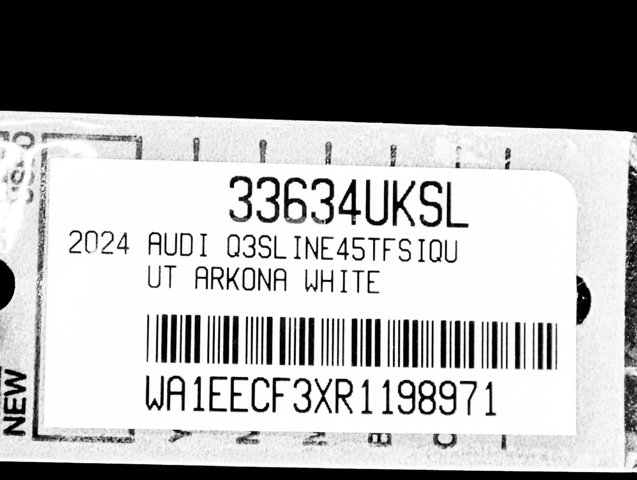 33634UKSL
2024 AUDI Q3SLINE45TFSIQU
UT ARKONA WHITE
WA1EECF3XR1198971
NEW